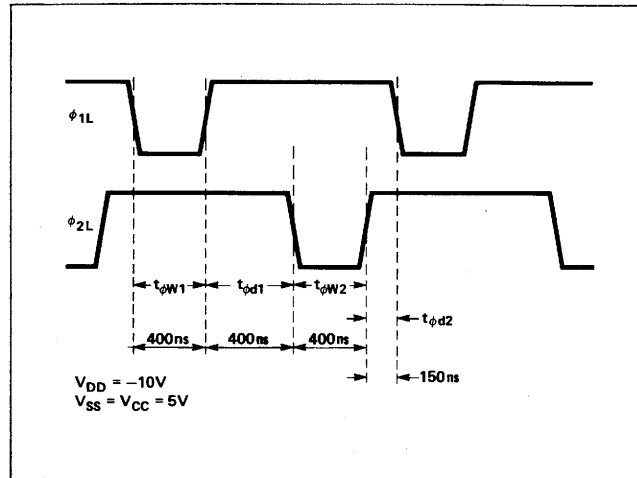 ϕ1L
ϕ2L
tϕW1 tϕd1 tϕW2
tϕd2
400ns 400ns 400ns
150ns
VDD = −10V
VSS = VCC = 5V